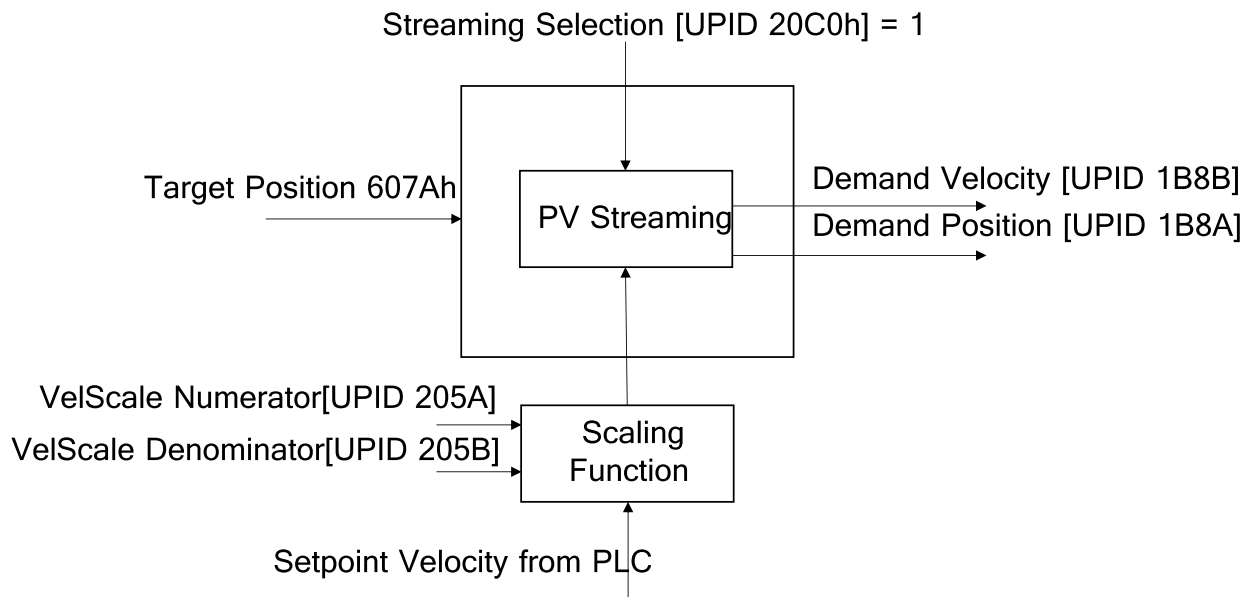 Streaming Selection [UPID 20C0h] = 1
Target Position 607Ah
PV Streaming
Demand Velocity [UPID 1B8B]
Demand Position [UPID 1B8A]
VelScale Numerator[UPID 205A]
VelScale Denominator[UPID 205B]
Scaling
Function
Setpoint Velocity from PLC